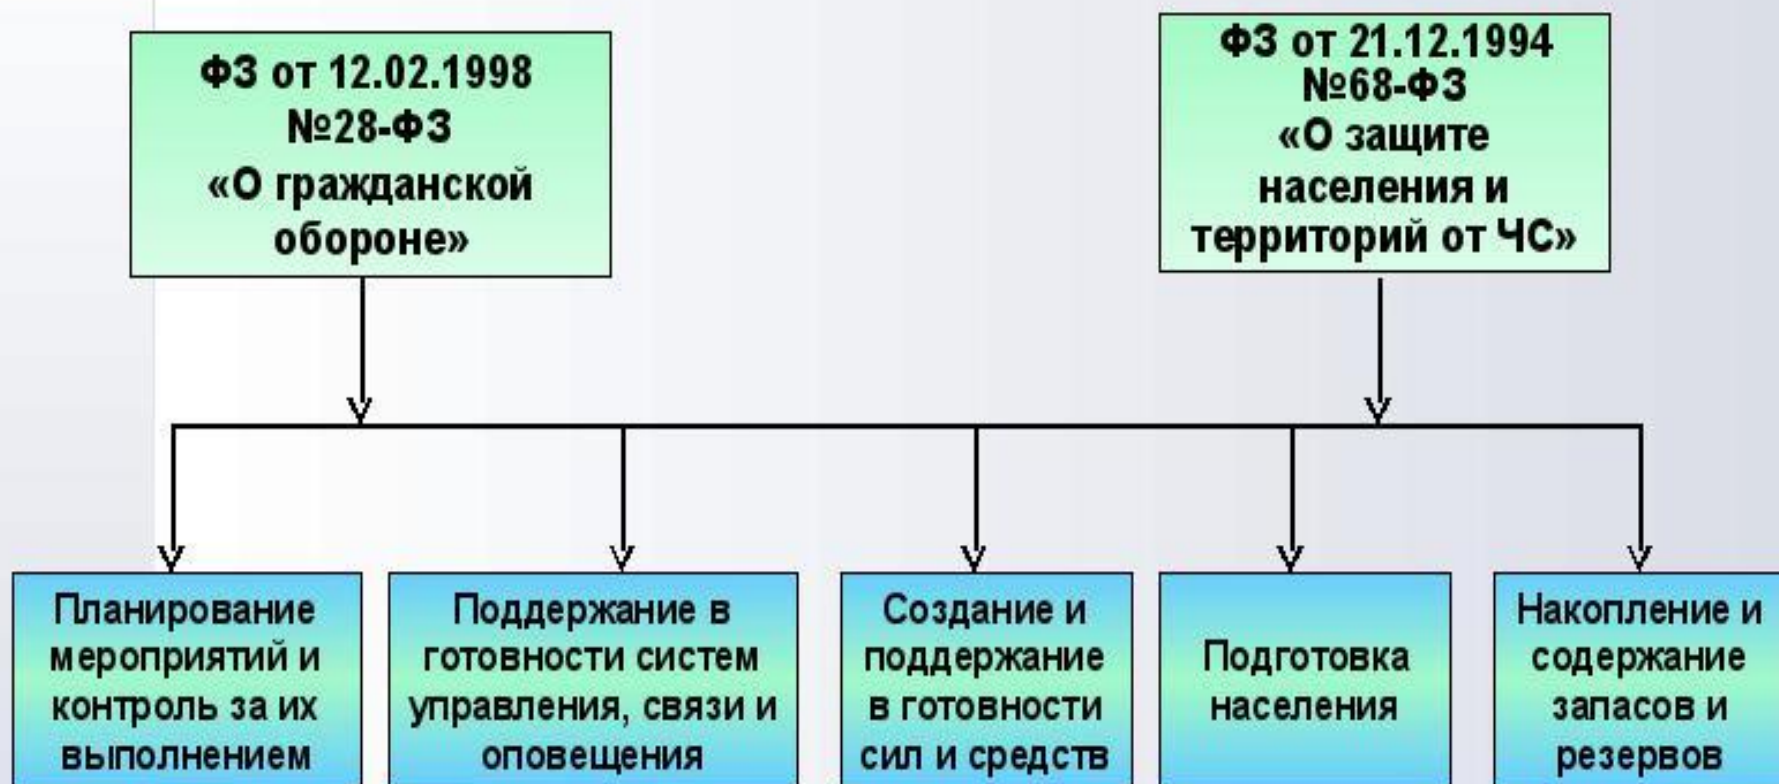 ФЗ от 12.02.1998
№28-ФЗ
«О гражданской
обороне»
ФЗ от 21.12.1994
№68-ФЗ
«О защите
населения и
территорий от ЧС»
Планирование
мероприятий и
контроль за их
выполнением
Поддержание в
готовности систем
управления, связи и
оповещения
Создание и
поддержание
в готовности
сил и средств
Подготовка
населения
Накопление и
содержание
запасов и
резервов